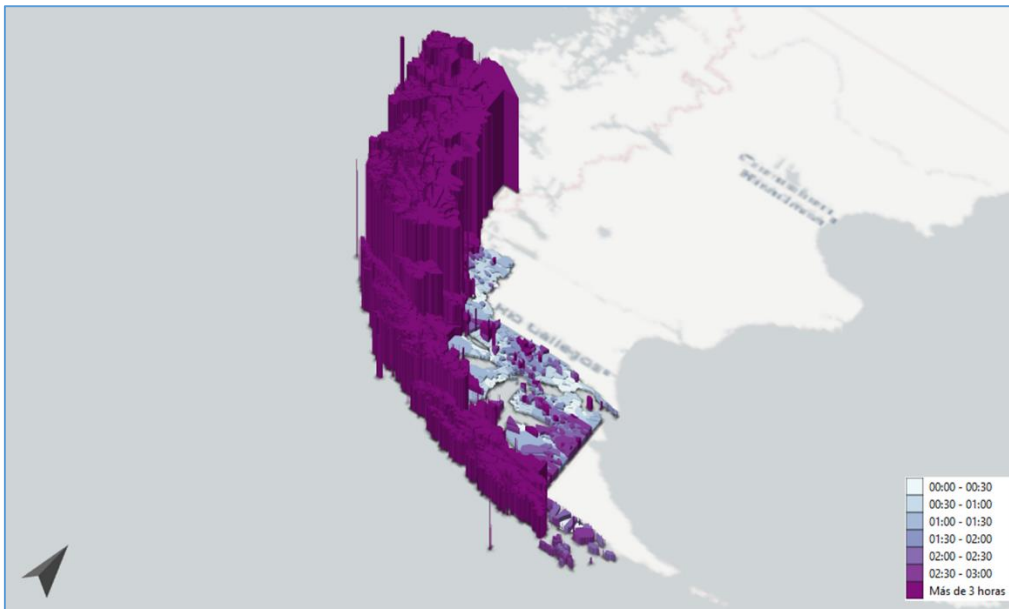 Comodoro
Rivadavia
Río Gallegos
00:00 - 00:30
00:30 - 01:00
01:00 - 01:30
01:30 - 02:00
02:00 - 02:30
02:30 - 03:00
Más de 3 horas